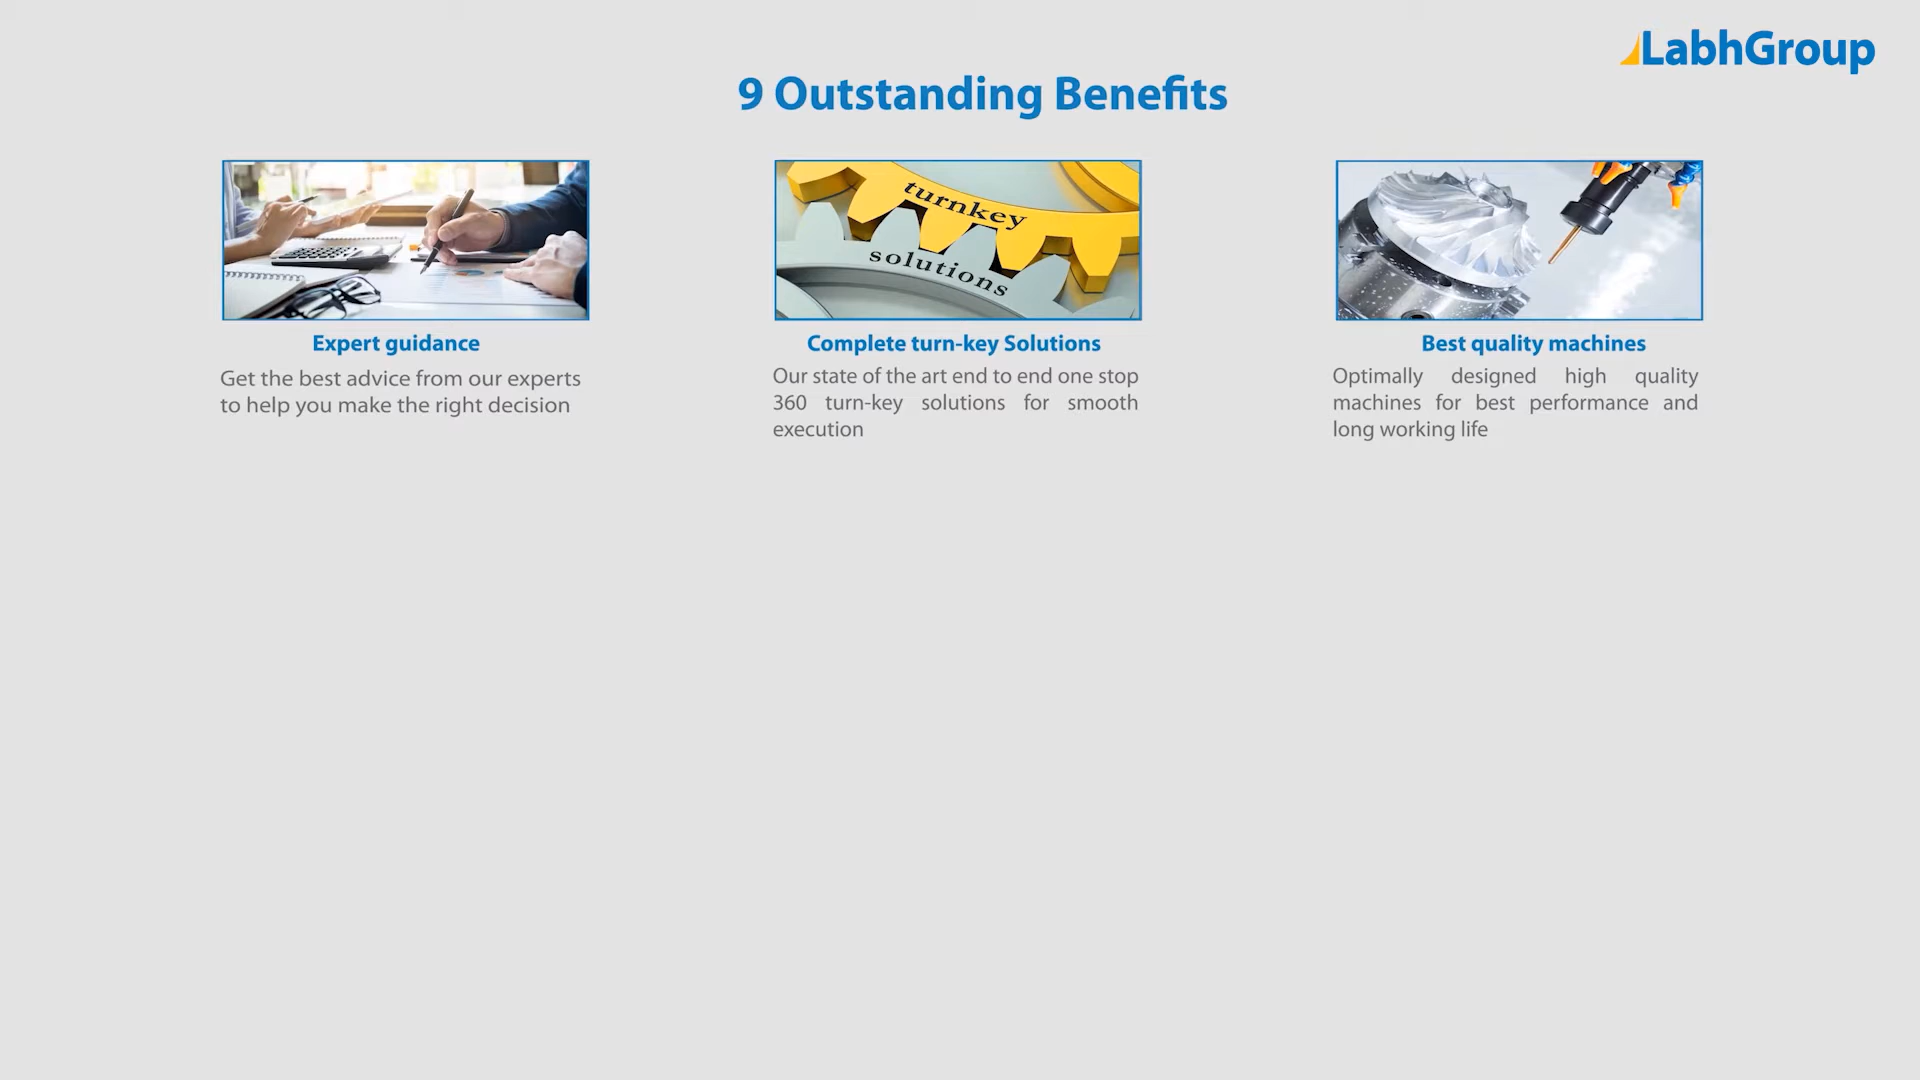 LabhGroup
9 Outstanding Benefits
turnkey
solutions
Expert guidance
Get the best advice from our experts
to help you make the right decision
Complete turn-key Solutions
Our state of the art end to end one stop
360 turn-key solutions for smooth
execution
Best quality machines
Optimally designed high quality
machines for best performance and
long working life